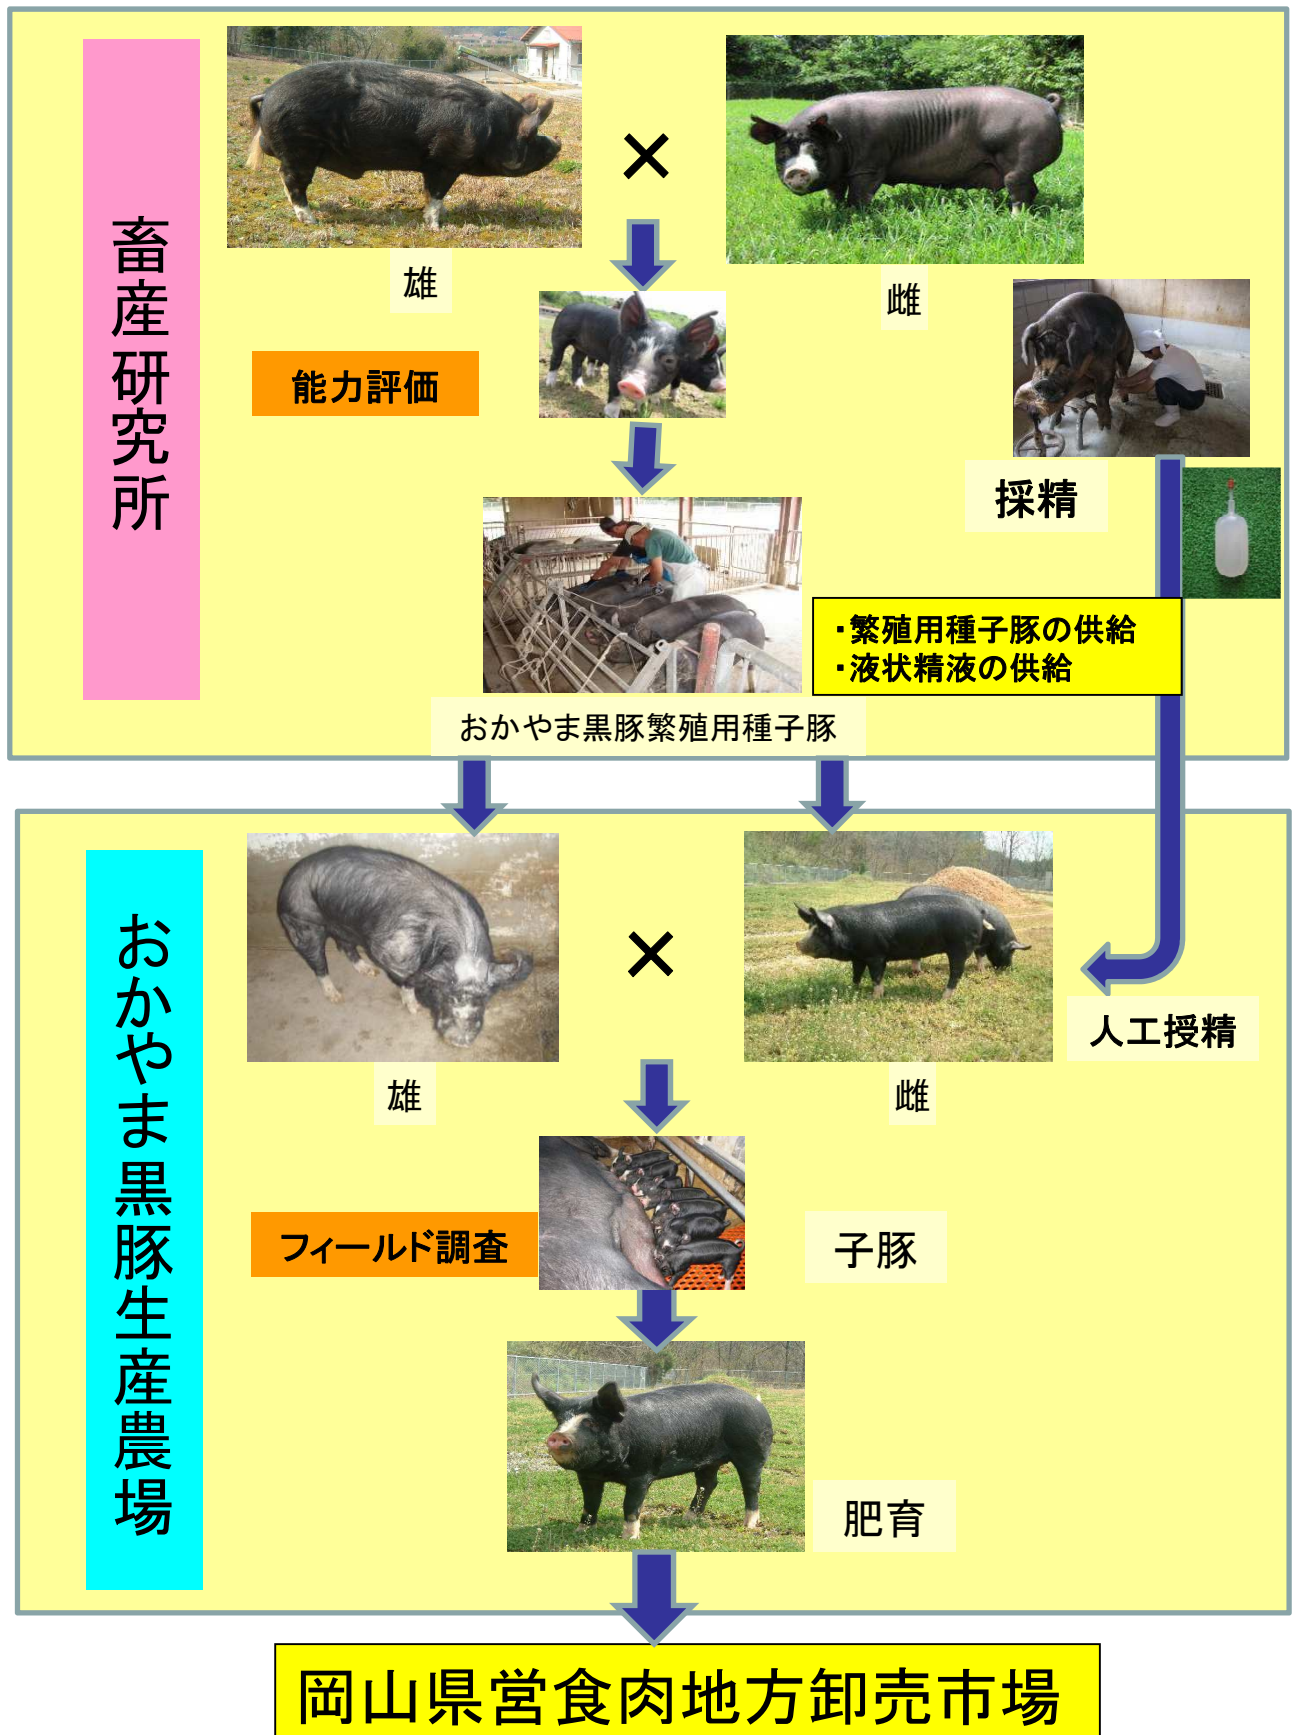 畜産研究所
×
雄
雌
能力評価
採精
・繁殖用種子豚の供給
・液状精液の供給
おかやま黒豚繁殖用種子豚
おかやま黒豚生産農場
×
人工授精
雄
雌
フィールド調査
子豚
肥育
岡山県営食肉地方卸売市場